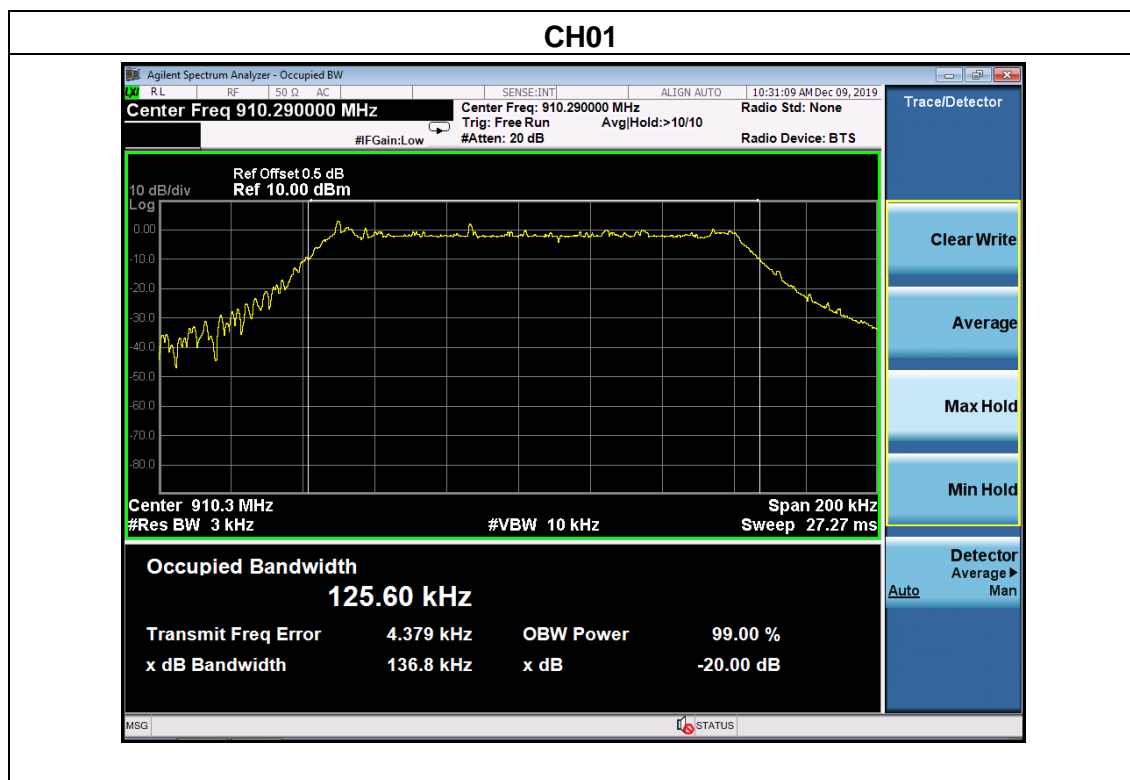 CH01
Agilent Spectrum Analyzer - Occupied BW
LXI RL RF 50 Ω AC SENSE:INT ALIGN AUTO 10:31:09 AM Dec 09, 2019
Center Freq 910.290000 MHz
Center Freq: 910.290000 MHz Radio Std: None
Trig: Free Run Avg|Hold:>10/10
#IFGain:Low #Atten: 20 dB Radio Device: BTS
Trace/Detector
Ref Offset 0.5 dB
10 dB/div Ref 10.00 dBm
Log
0.00
-10.0
-20.0
-30.0
-40.0
-50.0
-60.0
-70.0
-80.0
Center 910.3 MHz Span 200 kHz
#Res BW 3 kHz #VBW 10 kHz Sweep 27.27 ms
Clear Write
Average
Max Hold
Min Hold
Detector
Average
Auto Man
Occupied Bandwidth
125.60 kHz
Transmit Freq Error 4.379 kHz OBW Power 99.00 %
x dB Bandwidth 136.8 kHz x dB -20.00 dB
MSG STATUS